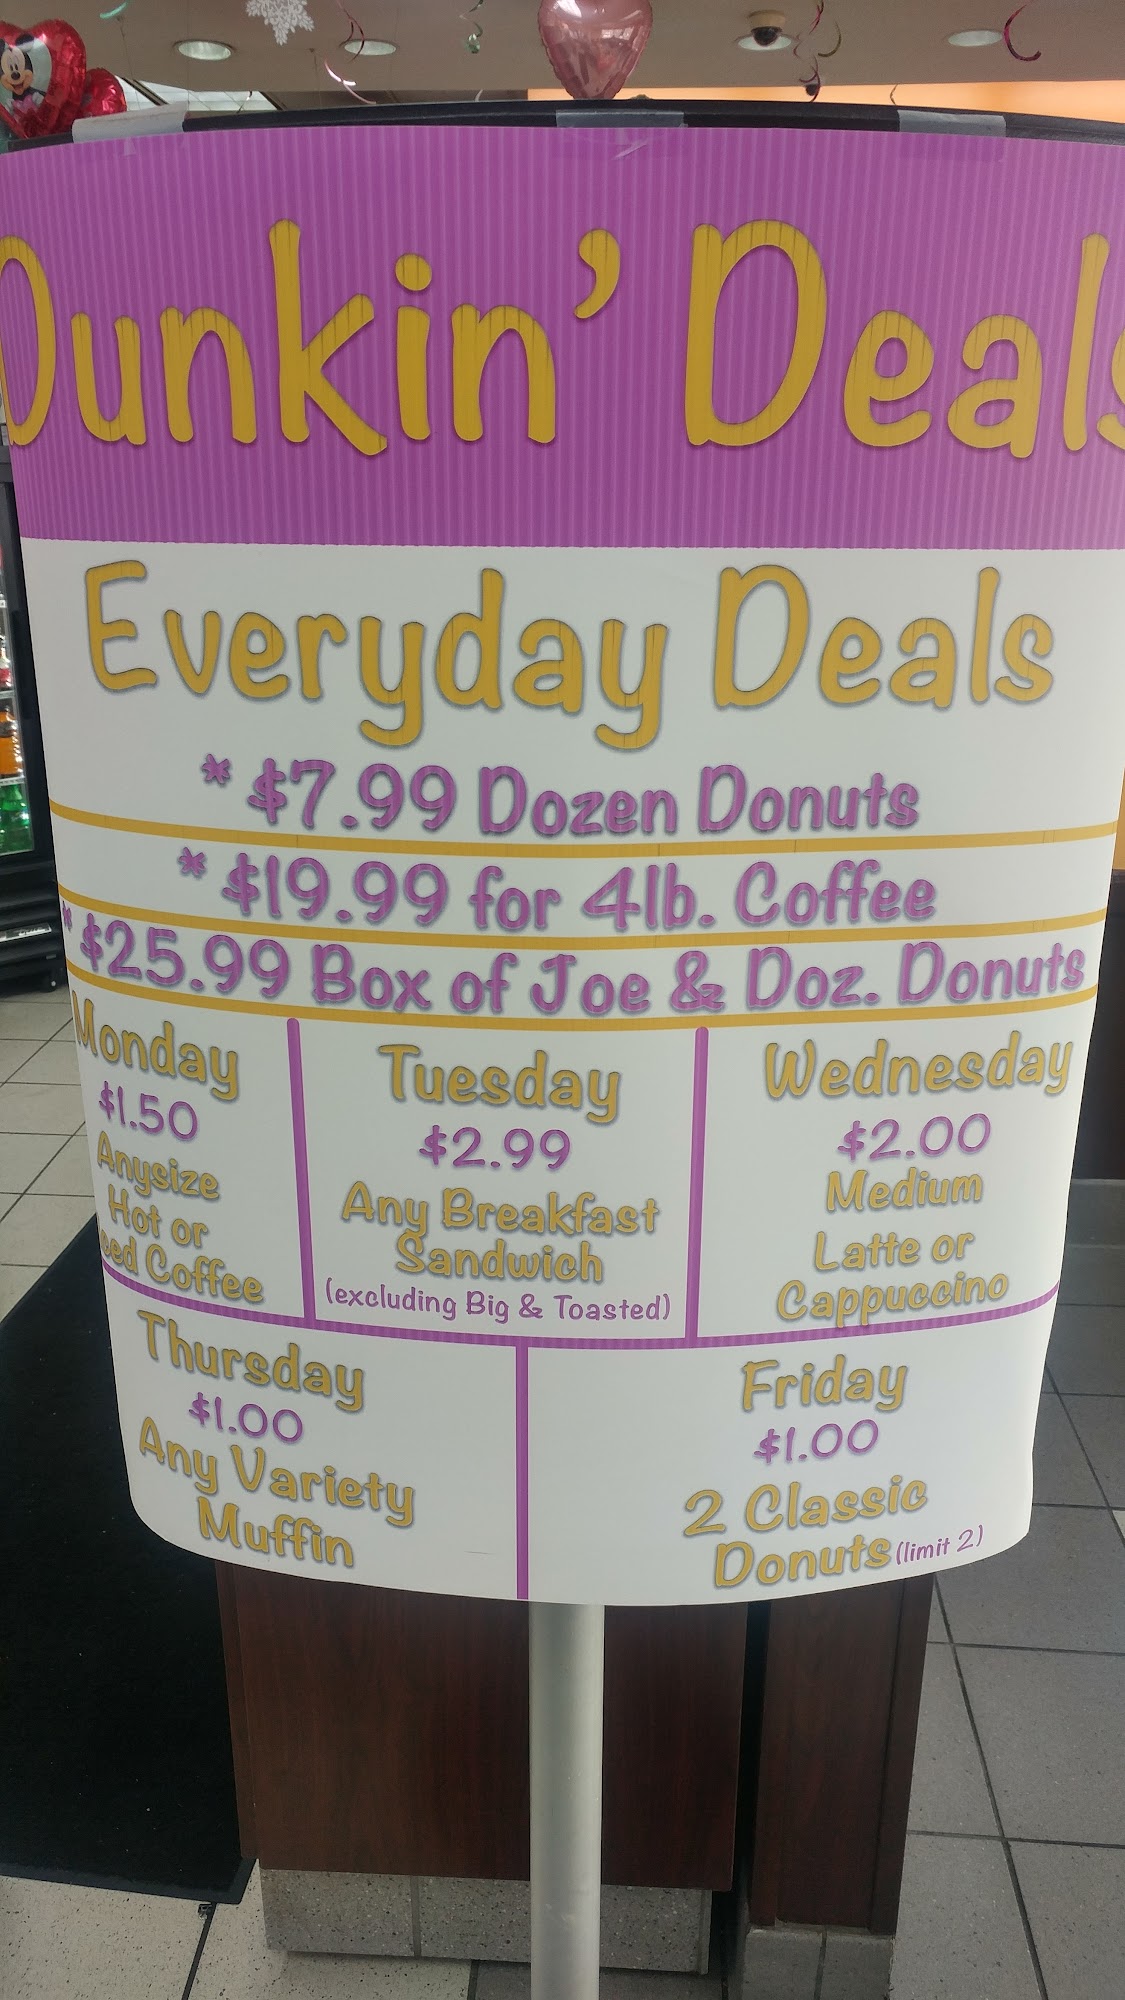 Dunkin' Deals
Everyday Deals
* $7.99 Dozen Donuts
* $19.99 for 4lb. Coffee
* $25.99 Box of Joe & Doz. Donuts
Monday
$1.50
Anysize
Hot or
Iced Coffee
Tuesday
$2.99
Any Breakfast
Sandwich
(excluding Big & Toasted)
Wednesday
$2.00
Medium
Latte or
Cappuccino
Thursday
$1.00
Any Variety
Muffin
Friday
$1.00
2 Classic
Donuts (limit 2)